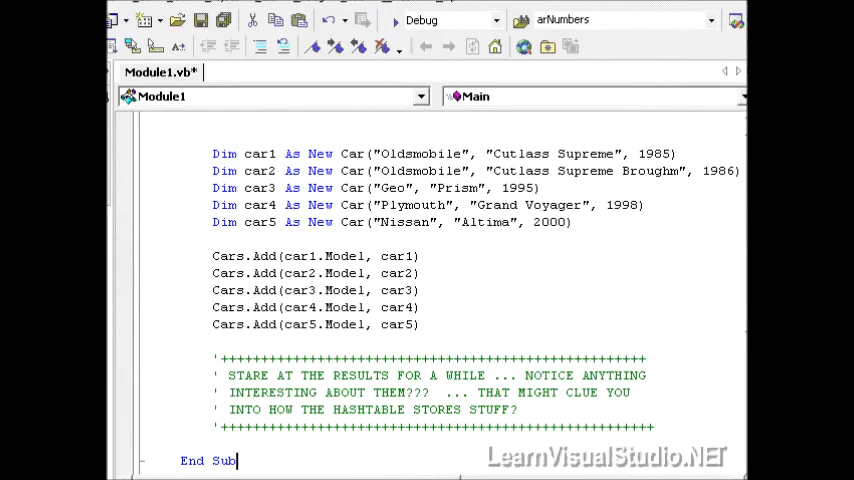 Debug
arNumbers
Module1.vb*
Module1
Main
Dim car1 As New Car("Oldsmobile", "Cutlass Supreme", 1985)
Dim car2 As New Car("Oldsmobile", "Cutlass Supreme Broughm", 1986)
Dim car3 As New Car("Geo", "Prism", 1995)
Dim car4 As New Car("Plymouth", "Grand Voyager", 1998)
Dim car5 As New Car("Nissan", "Altima", 2000)
Cars.Add(car1.Model, car1)
Cars.Add(car2.Model, car2)
Cars.Add(car3.Model, car3)
Cars.Add(car4.Model, car4)
Cars.Add(car5.Model, car5)
'+++++++++++++++++++++++++++++++++++++++++++++++++++++
' STARE AT THE RESULTS FOR A WHILE ... NOTICE ANYTHING
' INTERESTING ABOUT THEM??? ... THAT MIGHT CLUE YOU
' INTO HOW THE HASHTABLE STORES STUFF?
'++++++++++++++++++++++++++++++++++++++++++++++++++++++
End Sub
LearnVisualStudio.NET